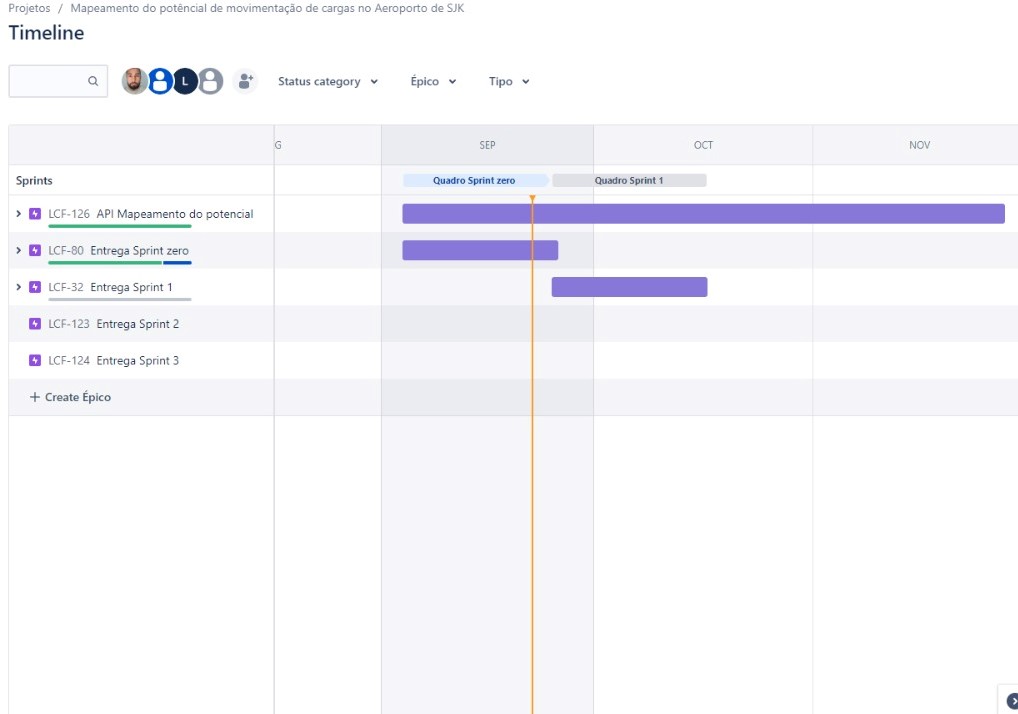 Projetos / Mapeamento do potêncial de movimentação de cargas no Aeroporto de SJK
Timeline
L
Status category
Épico
Tipo
G
SEP
OCT
NOV
Sprints
Quadro Sprint zero
Quadro Sprint 1
LCF-126 API Mapeamento do potencial
LCF-80 Entrega Sprint zero
LCF-32 Entrega Sprint 1
LCF-123 Entrega Sprint 2
LCF-124 Entrega Sprint 3
+ Create Épico